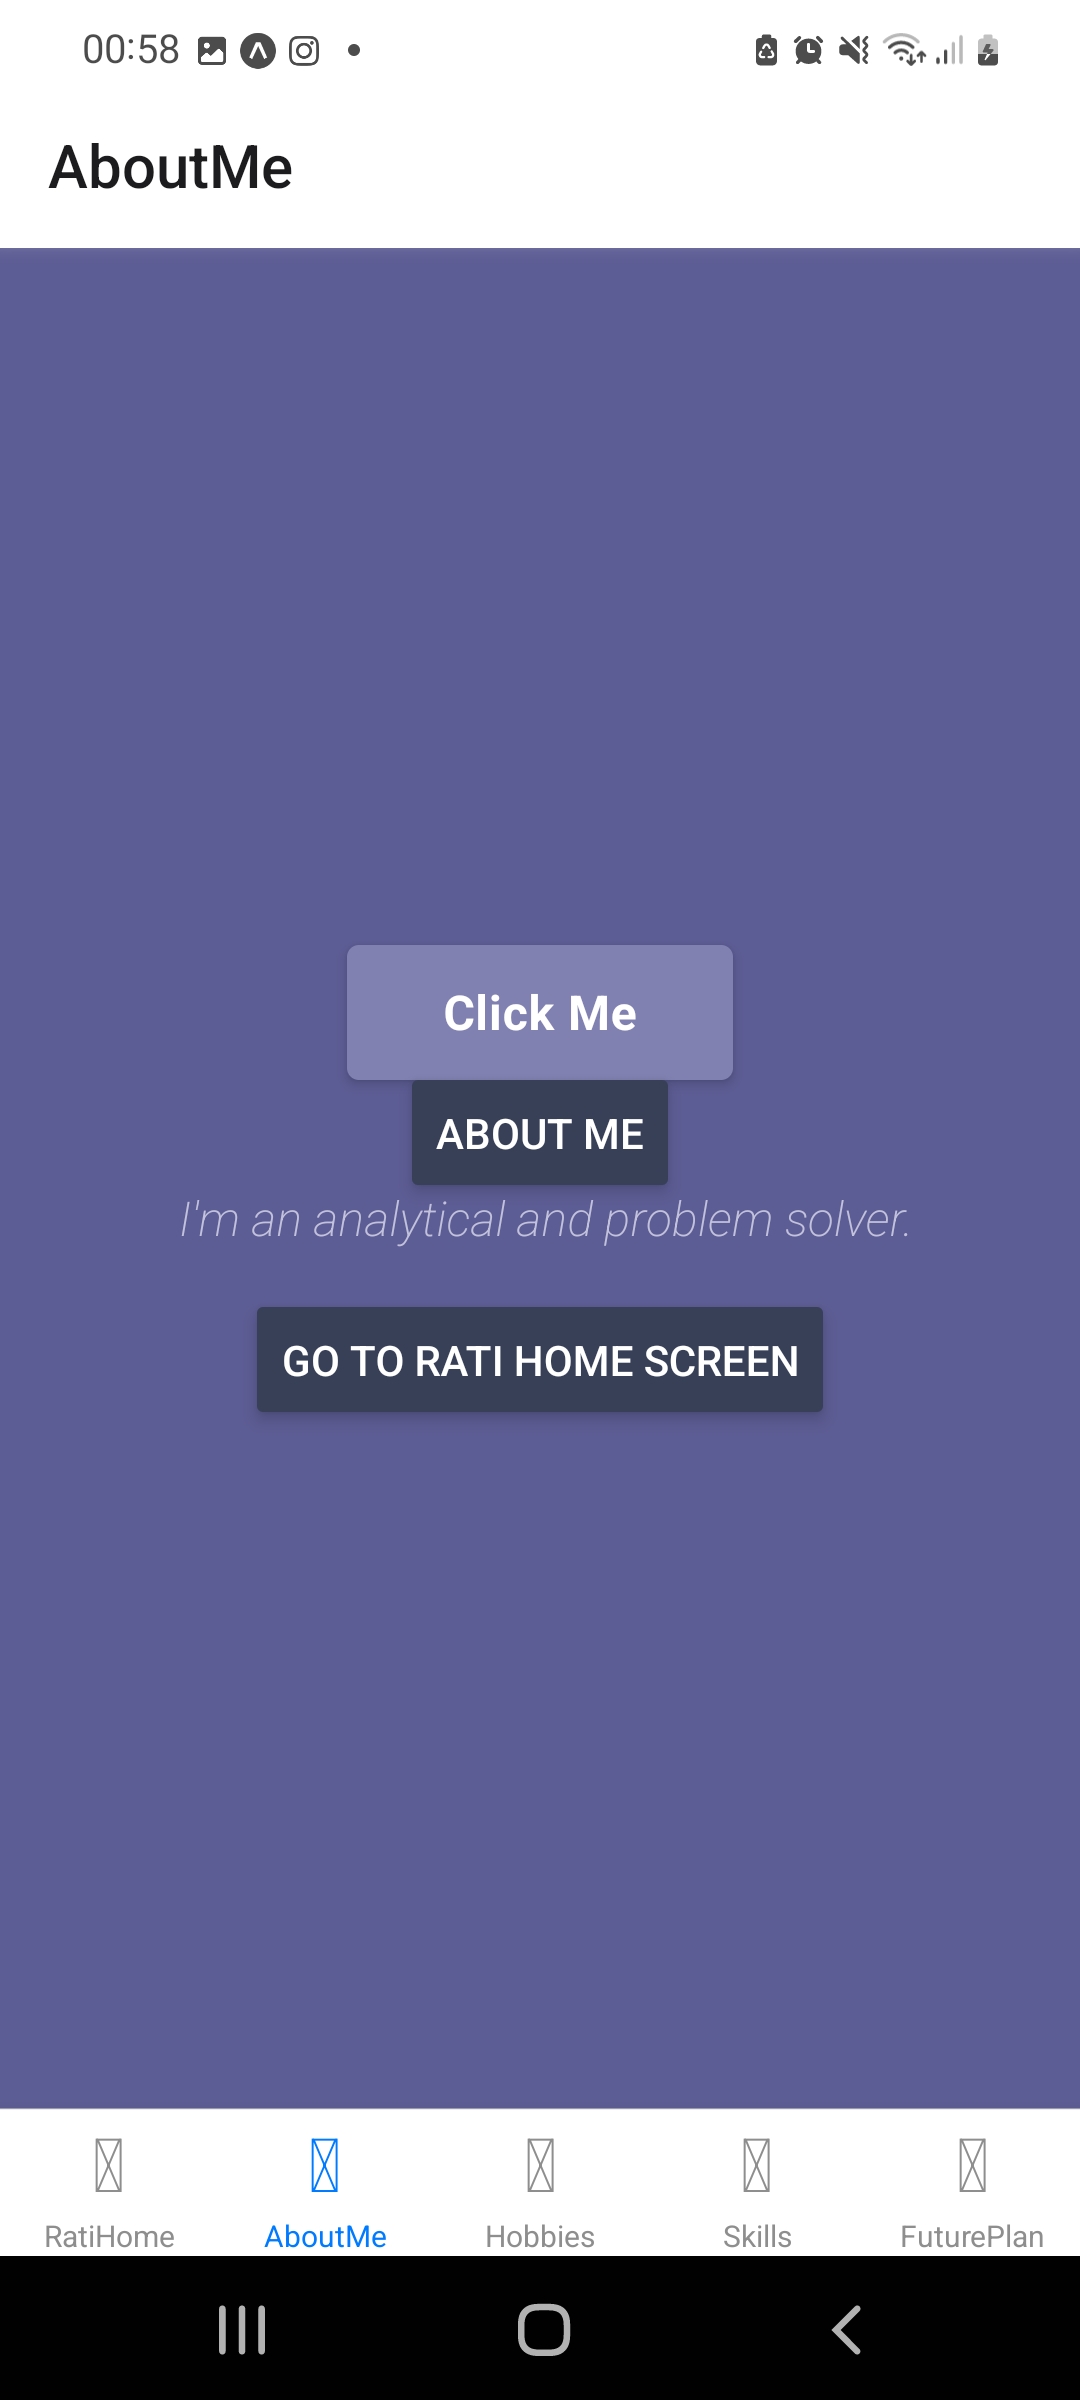 00:58
AboutMe
Click Me
ABOUT ME
I'm an analytical and problem solver.
GO TO RATI HOME SCREEN
RatiHome AboutMe Hobbies Skills FuturePlan